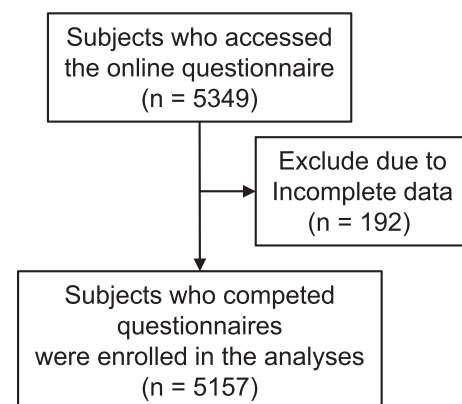 Subjects who accessed
the online questionnaire
(n = 5349)
Exclude due to
Incomplete data
(n = 192)
Subjects who competed
questionnaires
were enrolled in the analyses
(n = 5157)